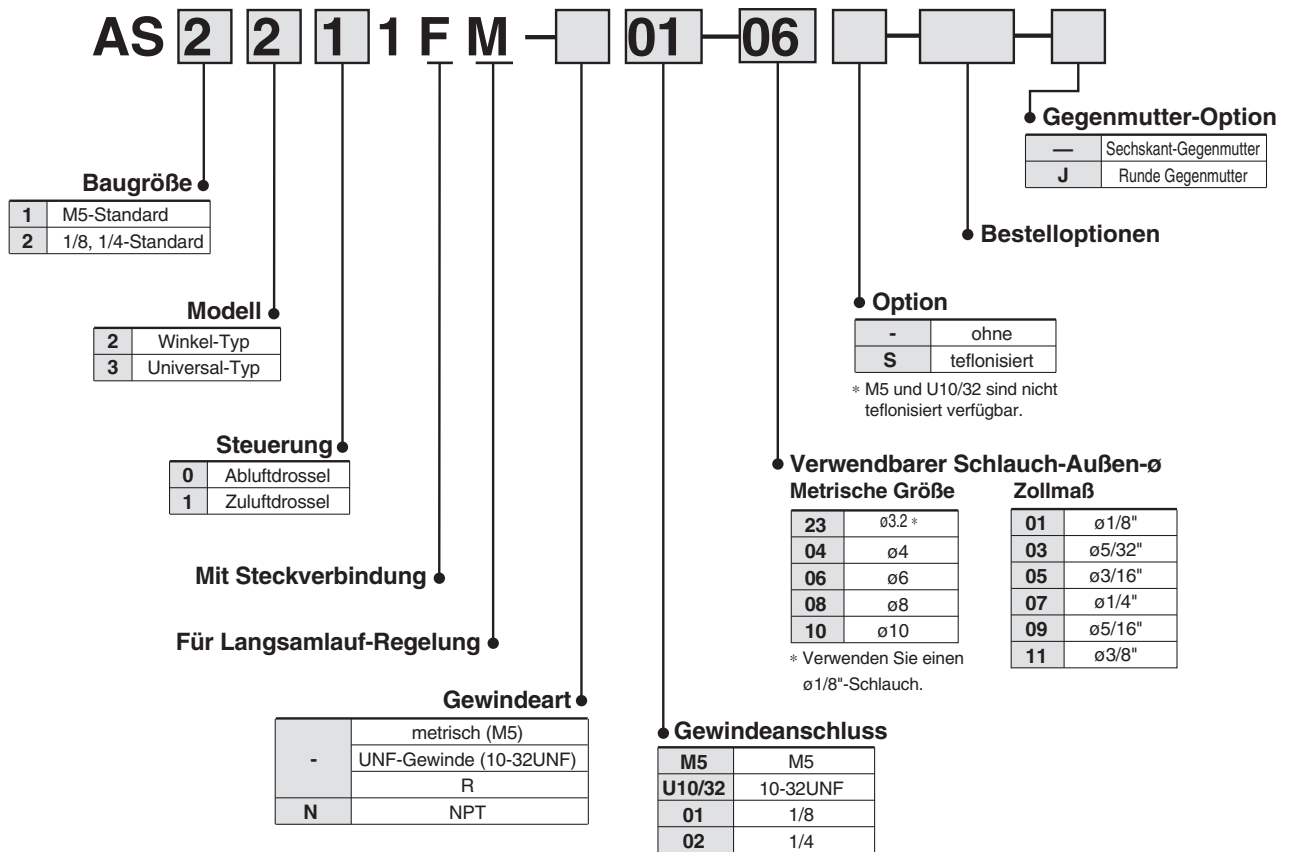 AS 2 2 1 1 F M – 01 – 06 – –
Gegenmutter-Option
— Sechskant-Gegenmutter
J Runde Gegenmutter
Baugröße
1 M5-Standard
2 1/8, 1/4-Standard
Bestelloptionen
Modell
2 Winkel-Typ
3 Universal-Typ
Option
- ohne
S teflonisiert
* M5 und U10/32 sind nicht
teflonisiert verfügbar.
Steuerung
0 Abluftdrossel
1 Zuluftdrossel
Verwendbarer Schlauch-Außen-ø
Metrische Größe
23 ø3.2 *
04 ø4
06 ø6
08 ø8
10 ø10
* Verwenden Sie einen
ø1/8"-Schlauch.
Zollmaß
01 ø1/8"
03 ø5/32"
05 ø3/16"
07 ø1/4"
09 ø5/16"
11 ø3/8"
Mit Steckverbindung
Für Langsamlauf-Regelung
Gewindeart
- metrisch (M5)
UNF-Gewinde (10-32UNF)
R
N NPT
Gewindeanschluss
M5 M5
U10/32 10-32UNF
01 1/8
02 1/4